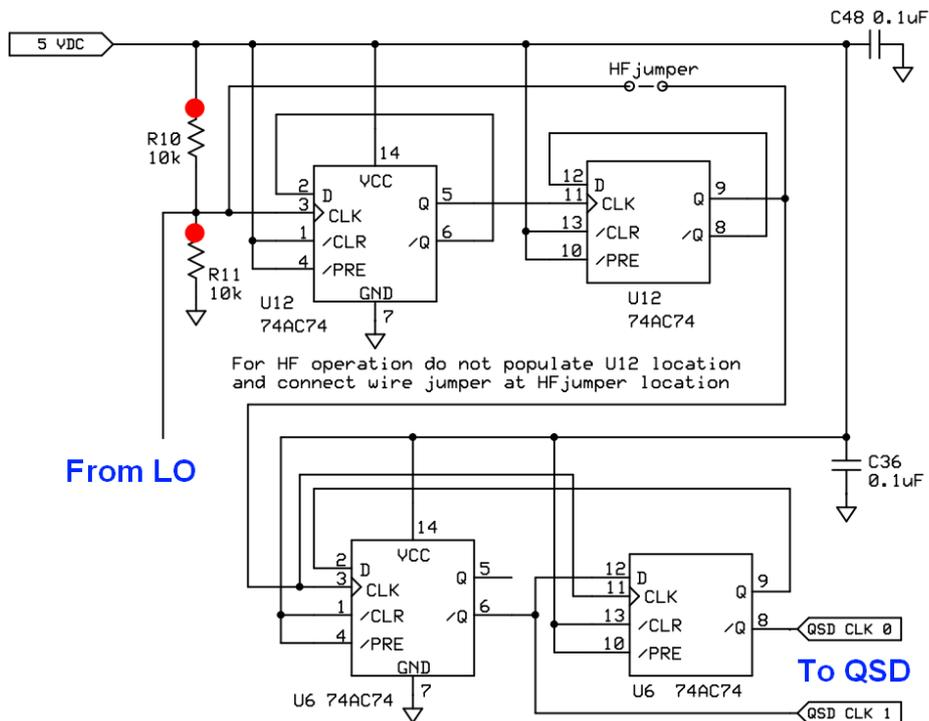 C48 0.1uF
5 VDC
HFjumper
R10
10k
14
VCC
2
D
3
CLK
1
/CLR
4
/PRE
Q
5
/Q
6
GND
7
12
D
11
CLK
13
/CLR
10
/PRE
Q
9
/Q
8
R11
10k
U12
74AC74
U12
74AC74
For HF operation do not populate U12 location
and connect wire jumper at HFjumper location
From LO
C36
0.1uF
14
VCC
2
D
3
CLK
1
/CLR
4
/PRE
Q
5
/Q
6
GND
7
12
D
11
CLK
13
/CLR
10
/PRE
Q
9
/Q
8
QSD CLK 0
To QSD
U6 74AC74
U6 74AC74
QSD CLK 1